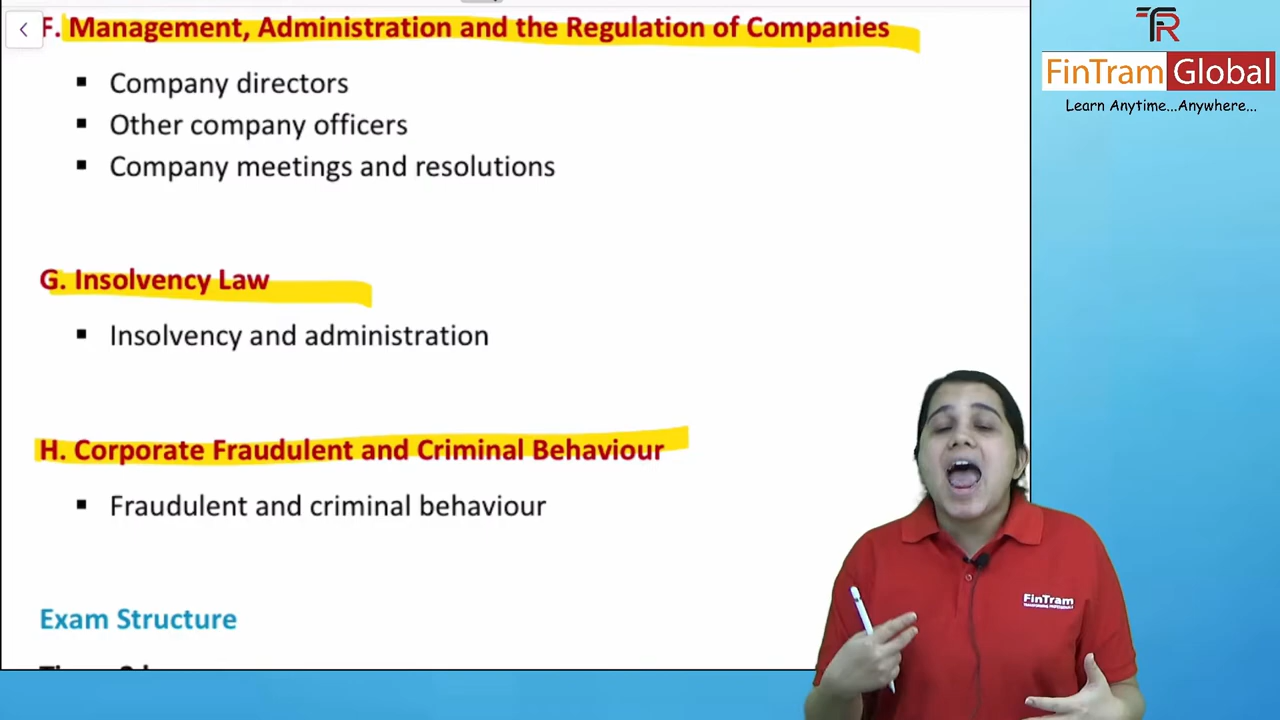 F. Management, Administration and the Regulation of Companies
Company directors
Other company officers
Company meetings and resolutions
G. Insolvency Law
Insolvency and administration
H. Corporate Fraudulent and Criminal Behaviour
Fraudulent and criminal behaviour
Exam Structure
TR
FinTram Global
Learn Anytime...Anywhere...
FinTram